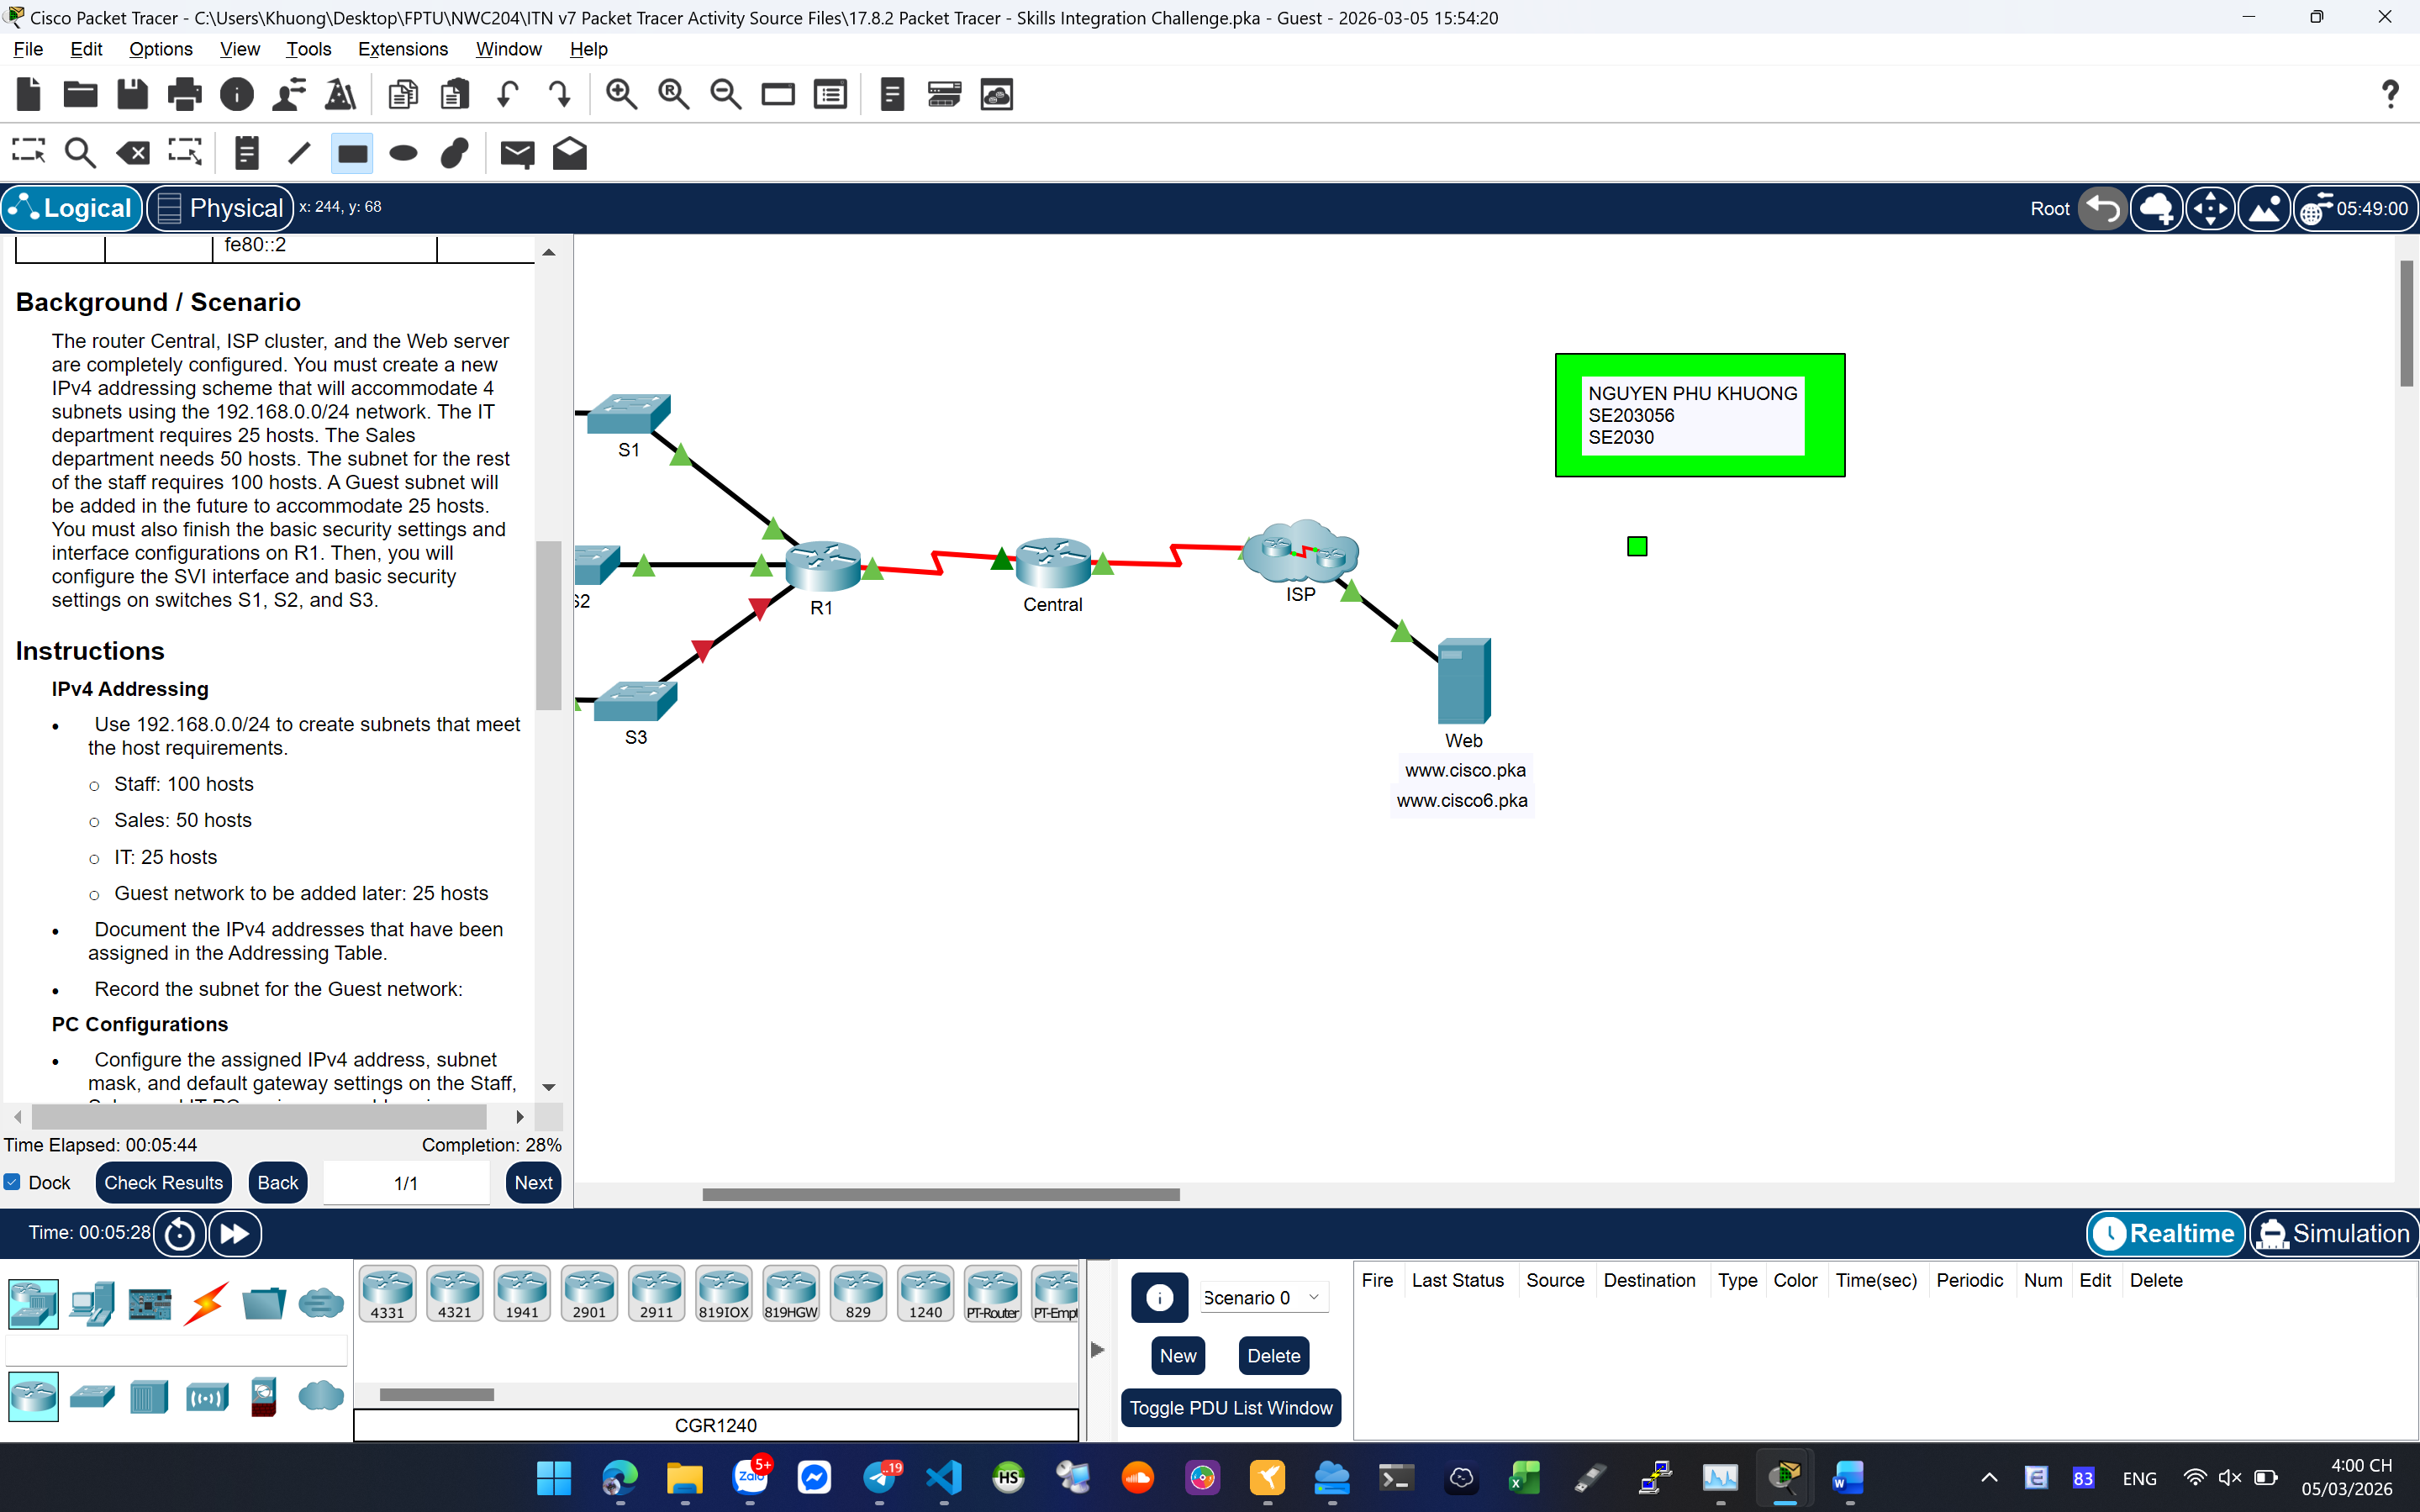 Cisco Packet Tracer - C:\Users\Khuong\Desktop\FPTU\NWC204\ITN v7 Packet Tracer Activity Source Files\17.8.2 Packet Tracer - Skills Integration Challenge.pka - Guest - 2026-03-05 15:54:20
File Edit Options View Tools Extensions Window Help
Logical Physical x: 244, y: 68 Root 05:49:00
fe80::2
Background / Scenario
The router Central, ISP cluster, and the Web server
are completely configured. You must create a new
IPv4 addressing scheme that will accommodate 4
subnets using the 192.168.0.0/24 network. The IT
department requires 25 hosts. The Sales
department needs 50 hosts. The subnet for the rest
of the staff requires 100 hosts. A Guest subnet will
be added in the future to accommodate 25 hosts.
You must also finish the basic security settings and
interface configurations on R1. Then, you will
configure the SVI interface and basic security
settings on switches S1, S2, and S3.
Instructions
IPv4 Addressing
• Use 192.168.0.0/24 to create subnets that meet
the host requirements.
o Staff: 100 hosts
o Sales: 50 hosts
o IT: 25 hosts
o Guest network to be added later: 25 hosts
• Document the IPv4 addresses that have been
assigned in the Addressing Table.
• Record the subnet for the Guest network:
PC Configurations
• Configure the assigned IPv4 address, subnet
mask, and default gateway settings on the Staff,
Time Elapsed: 00:05:44 Completion: 28%
Dock Check Results Back 1/1 Next
NGUYEN PHU KHUONG
SE203056
SE2030
S1
S2
R1
Central
ISP
S3
Web
www.cisco.pka
www.cisco6.pka
Time: 00:05:28 Realtime Simulation
4331 4321 1941 2901 2911 819IOX 819HGW 829 1240 PT-Router PT-Empt
CGR1240
Scenario 0
New Delete
Toggle PDU List Window
Fire Last Status Source Destination Type Color Time(sec) Periodic Num Edit Delete
5+
Zalo
..19
HS
83
ENG
4:00 CH
05/03/2026